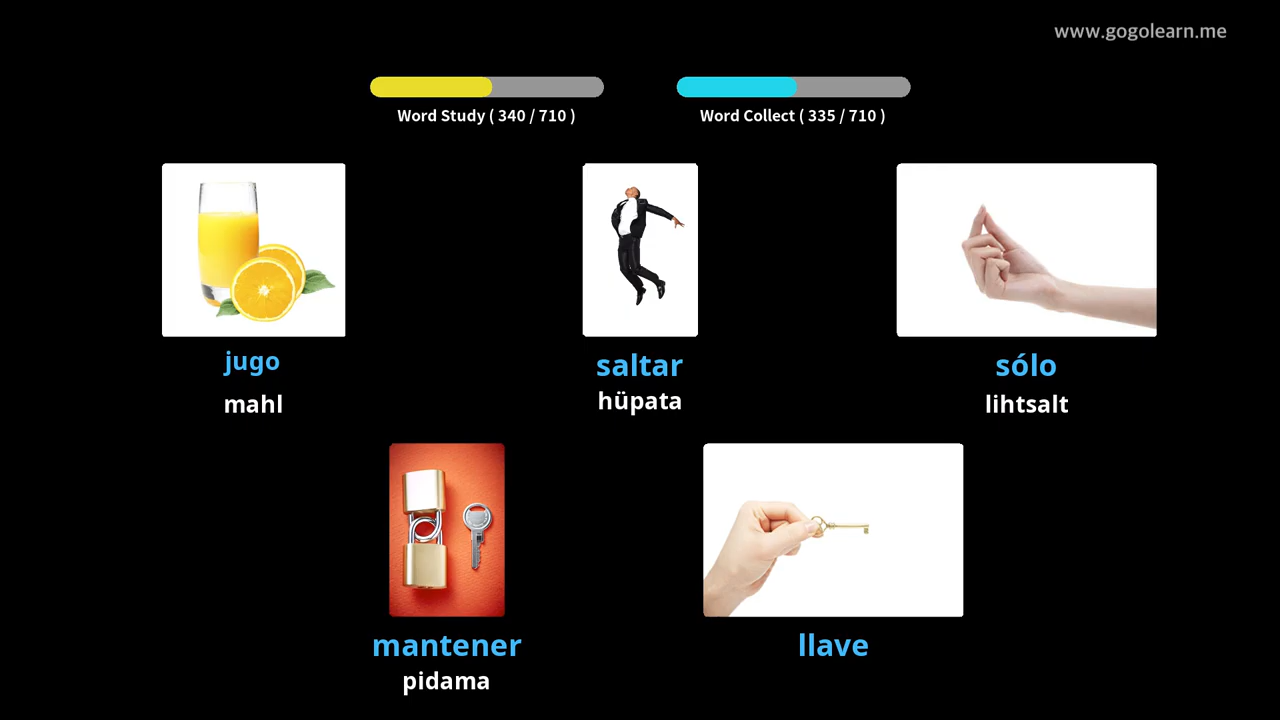 www.gogolearn.me
Word Study ( 340 / 710 )
Word Collect ( 335 / 710 )
jugo
mahl
saltar
hüpata
sólo
lihtsalt
mantener
pidama
llave